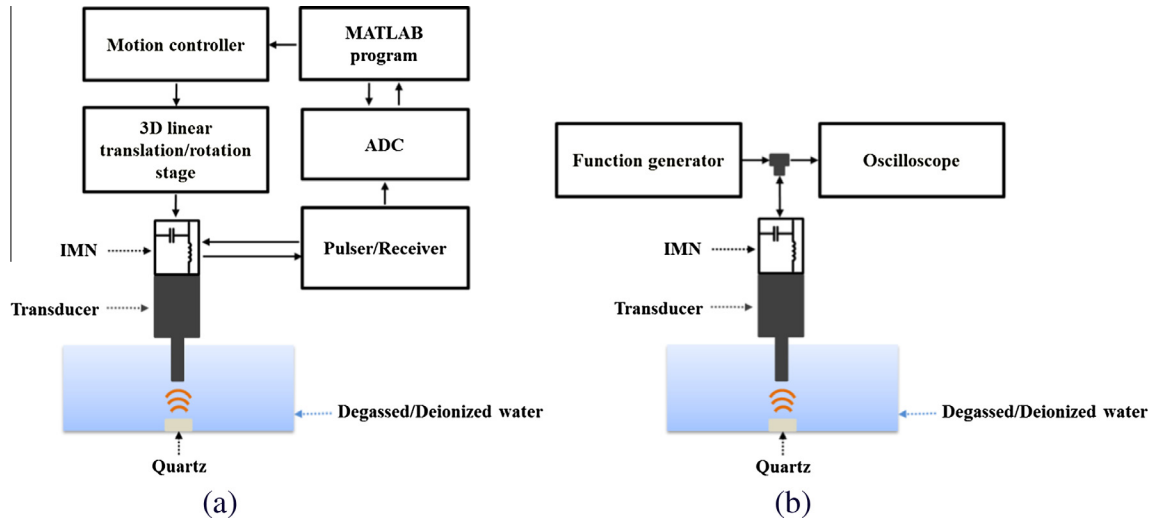 Motion controller
MATLAB
program
3D linear
translation/rotation
stage
ADC
IMN
Pulser/Receiver
Transducer
Degassed/Deionized water
Quartz
(a)
Function generator
Oscilloscope
IMN
Transducer
Degassed/Deionized water
Quartz
(b)